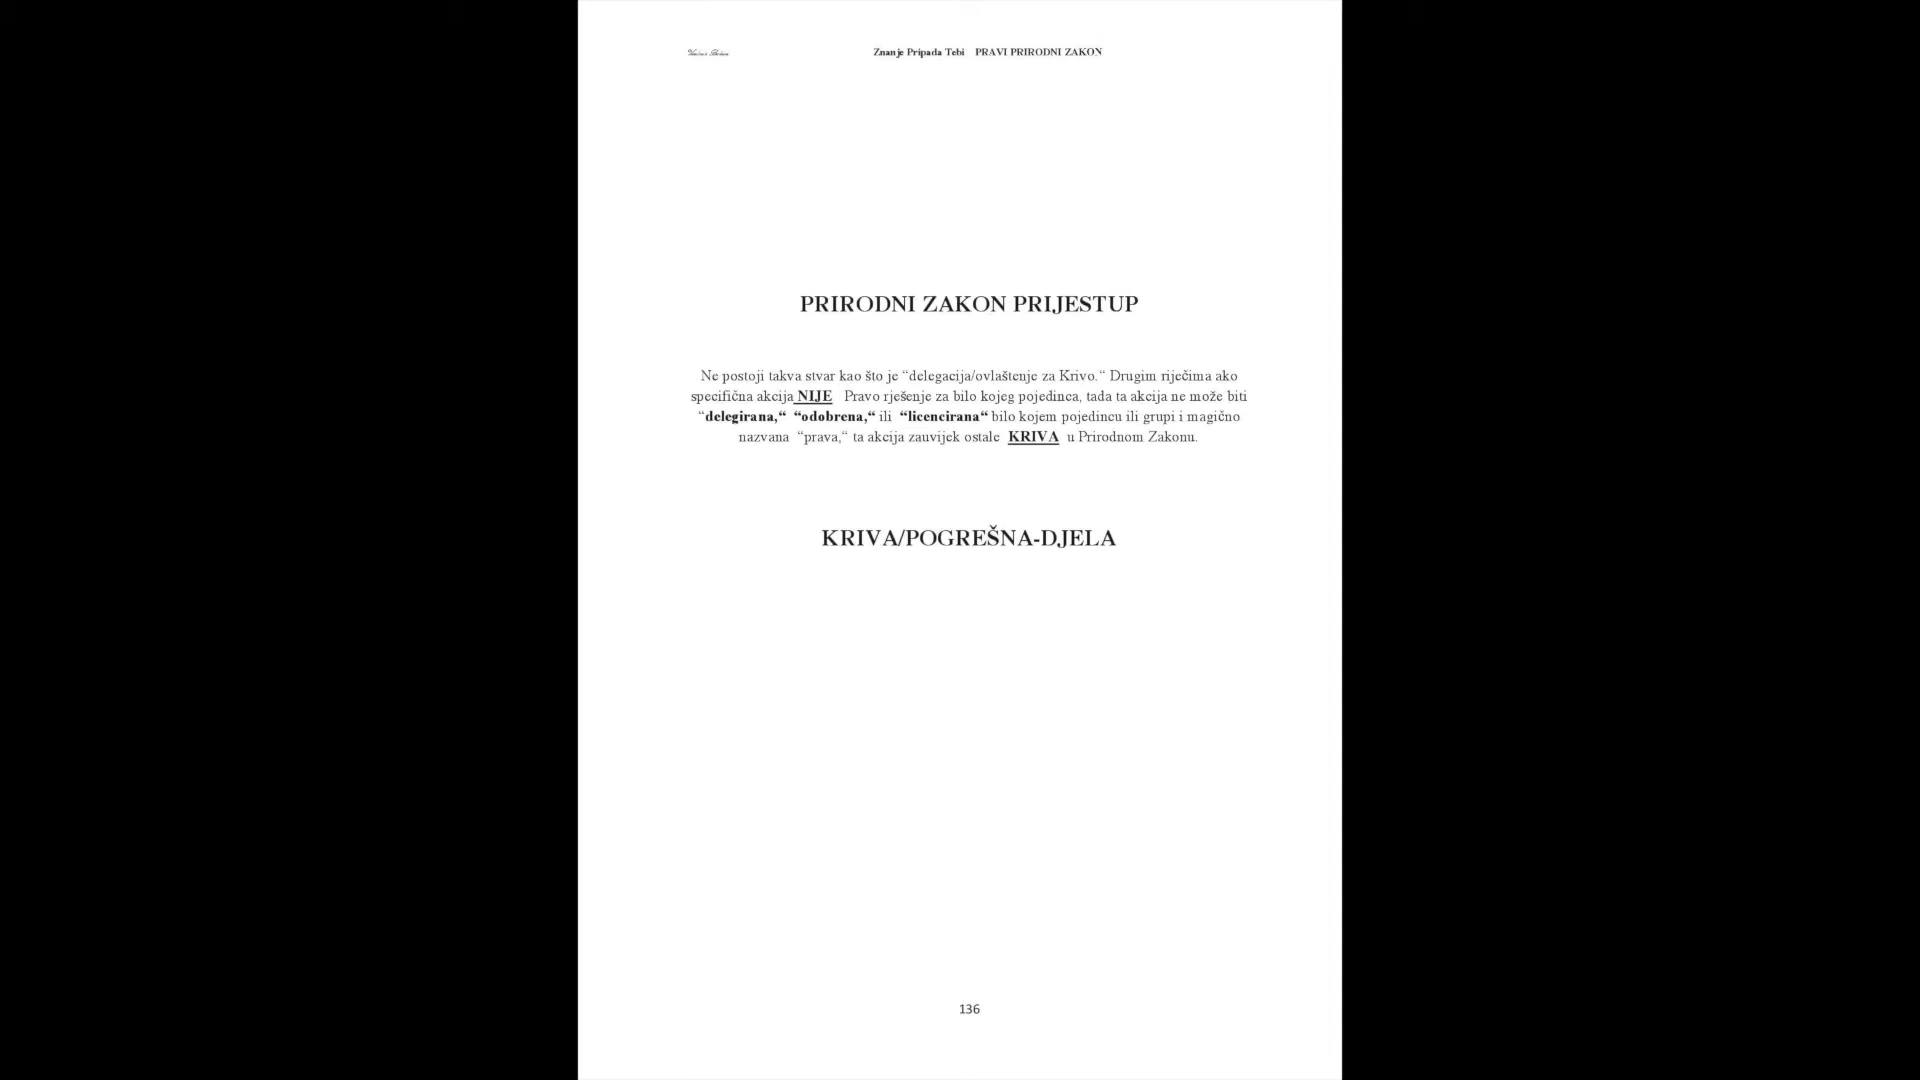 Znanje Pripada Tebi PRAVI PRIRODNI ZAKON
PRIRODNI ZAKON PRIJESTUP
Ne postoji takva stvar kao što je “delegacija/ovlaštenje za Krivo.“ Drugim riječima ako
specifična akcija NIJE Pravo rješenje za bilo kojeg pojedinca, tada ta akcija ne može biti
“delegirana,“ “odobrena,“ ili “licencirana“ bilo kojem pojedincu ili grupi i magično
nazvana “prava,“ ta akcija zauvijek ostale KRIVA u Prirodnom Zakonu.
KRIVA/POGREŠNA-DJELA
136